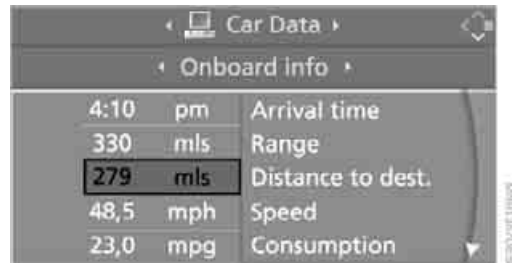 Car Data
Onboard info
4:10 pm Arrival time
330 mls Range
279 mls Distance to dest.
48,5 mph Speed
23,0 mpg Consumption